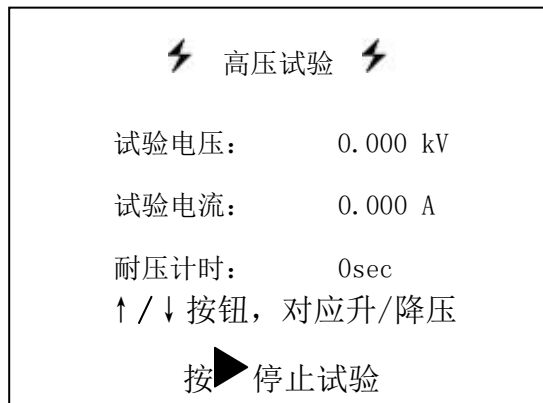 高压试验
试验电压： 0.000 kV
试验电流： 0.000 A
耐压计时： 0sec
↑/↓按钮，对应升/降压
按▶停止试验